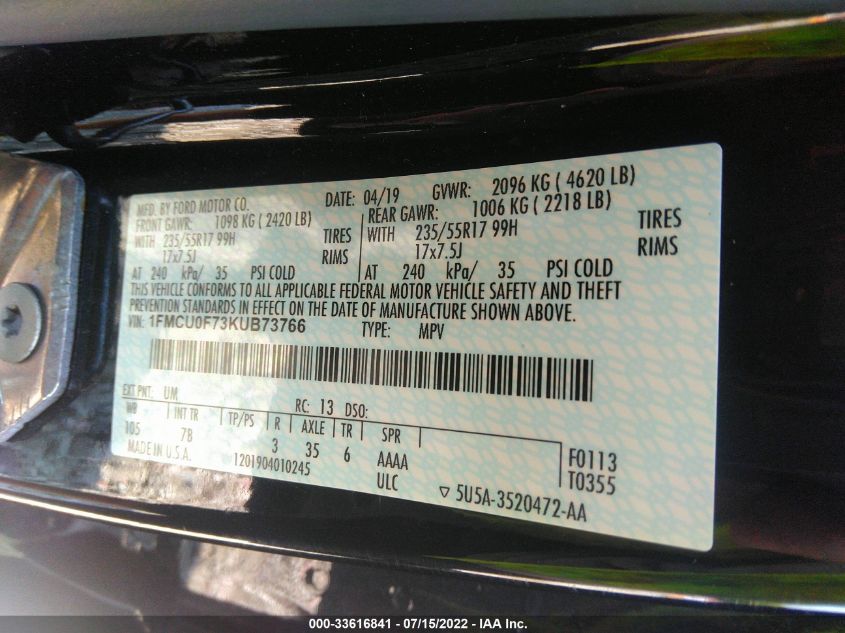 MFD. BY FORD MOTOR CO.
DATE: 04/19 GVWR: 2096 KG ( 4620 LB)
FRONT GAWR: 1098 KG ( 2420 LB) REAR GAWR: 1006 KG ( 2218 LB)
WITH 235/55R17 99H TIRES WITH 235/55R17 99H TIRES
17x7.5J RIMS 17x7.5J RIMS
AT 240 kPa/ 35 PSI COLD AT 240 kPa/ 35 PSI COLD
THIS VEHICLE CONFORMS TO ALL APPLICABLE FEDERAL MOTOR VEHICLE SAFETY AND THEFT
PREVENTION STANDARDS IN EFFECT ON THE DATE OF MANUFACTURE SHOWN ABOVE.
VIN: 1FMCU0F73KUB73766 TYPE: MPV
EXT PNT: UM RC: 13 DSO:
WB INT TR TP/PS R AXLE TR SPR
105 7B 3 35 6 AAAA F0113
MADE IN U.S.A. 1201904010245 ULC T0355
▽ 5U5A-3520472-AA
000-33616841 - 07/15/2022 - IAA Inc.